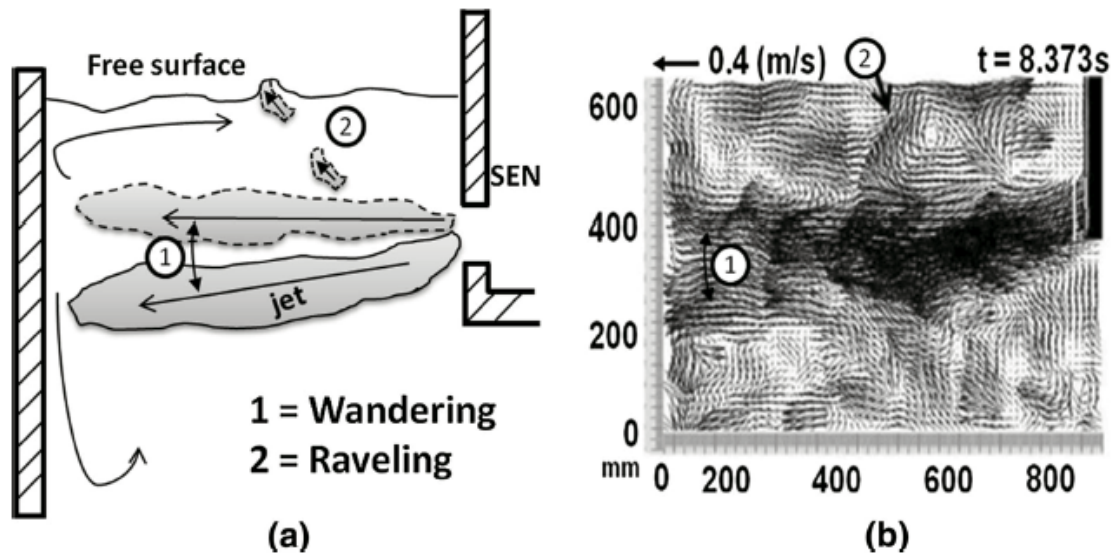 Free surface
2
SEN
1
jet
1 = Wandering
2 = Raveling
(a)
0.4 (m/s)
2
t = 8.373s
600
400
1
200
0
mm
0 200 400 600 800
(b)